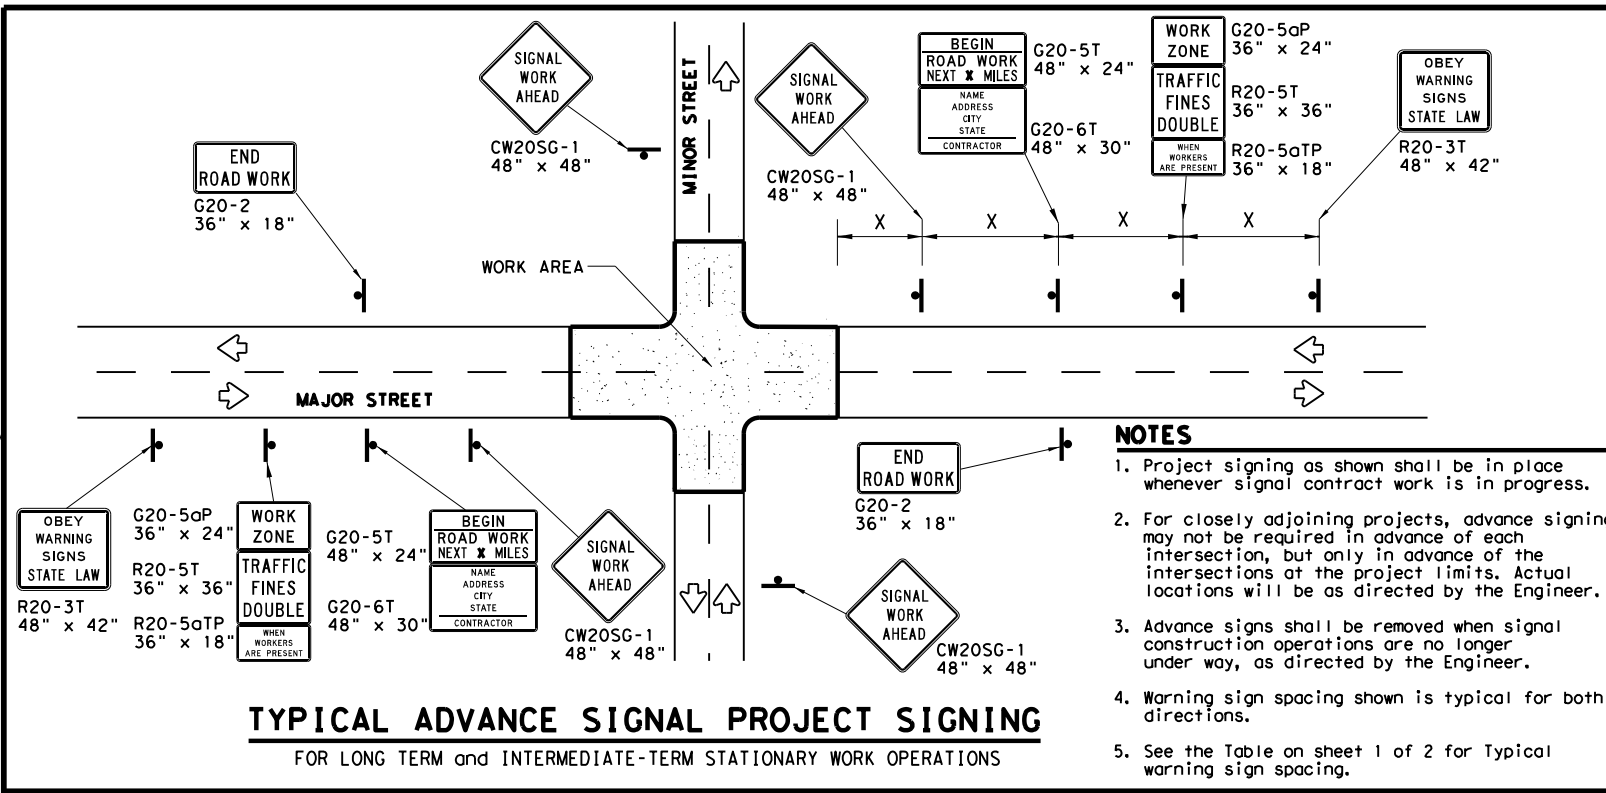 SIGNAL
WORK
AHEAD
CW20SG-1
48" x 48"
MINOR STREET
SIGNAL
WORK
AHEAD
CW20SG-1
48" x 48"
BEGIN
ROAD WORK
NEXT X MILES
NAME
ADDRESS
CITY
STATE
CONTRACTOR
G20-5T
48" x 24"
G20-6T
48" x 30"
WORK
ZONE
TRAFFIC
FINES
DOUBLE
WHEN
WORKERS
ARE PRESENT
G20-5aP
36" x 24"
R20-5T
36" x 36"
R20-5aTP
36" x 18"
OBEY
WARNING
SIGNS
STATE LAW
R20-3T
48" x 42"
END
ROAD WORK
G20-2
36" x 18"
X
X
X
X
WORK AREA
MAJOR STREET
OBEY
WARNING
SIGNS
STATE LAW
R20-3T
48" x 42"
G20-5aP
36" x 24"
R20-5T
36" x 36"
R20-5aTP
36" x 18"
WORK
ZONE
TRAFFIC
FINES
DOUBLE
WHEN
WORKERS
ARE PRESENT
G20-5T
48" x 24"
G20-6T
48" x 30"
BEGIN
ROAD WORK
NEXT X MILES
NAME
ADDRESS
CITY
STATE
CONTRACTOR
SIGNAL
WORK
AHEAD
CW20SG-1
48" x 48"
END
ROAD WORK
G20-2
36" x 18"
SIGNAL
WORK
AHEAD
CW20SG-1
48" x 48"
TYPICAL ADVANCE SIGNAL PROJECT SIGNING
FOR LONG TERM and INTERMEDIATE-TERM STATIONARY WORK OPERATIONS
NOTES
1. Project signing as shown shall be in place
whenever signal contract work is in progress.
2. For closely adjoining projects, advance signing
may not be required in advance of each
intersection, but only in advance of the
intersections at the project limits. Actual
locations will be as directed by the Engineer.
3. Advance signs shall be removed when signal
construction operations are no longer
under way, as directed by the Engineer.
4. Warning sign spacing shown is typical for both
directions.
5. See the Table on sheet 1 of 2 for Typical
warning sign spacing.